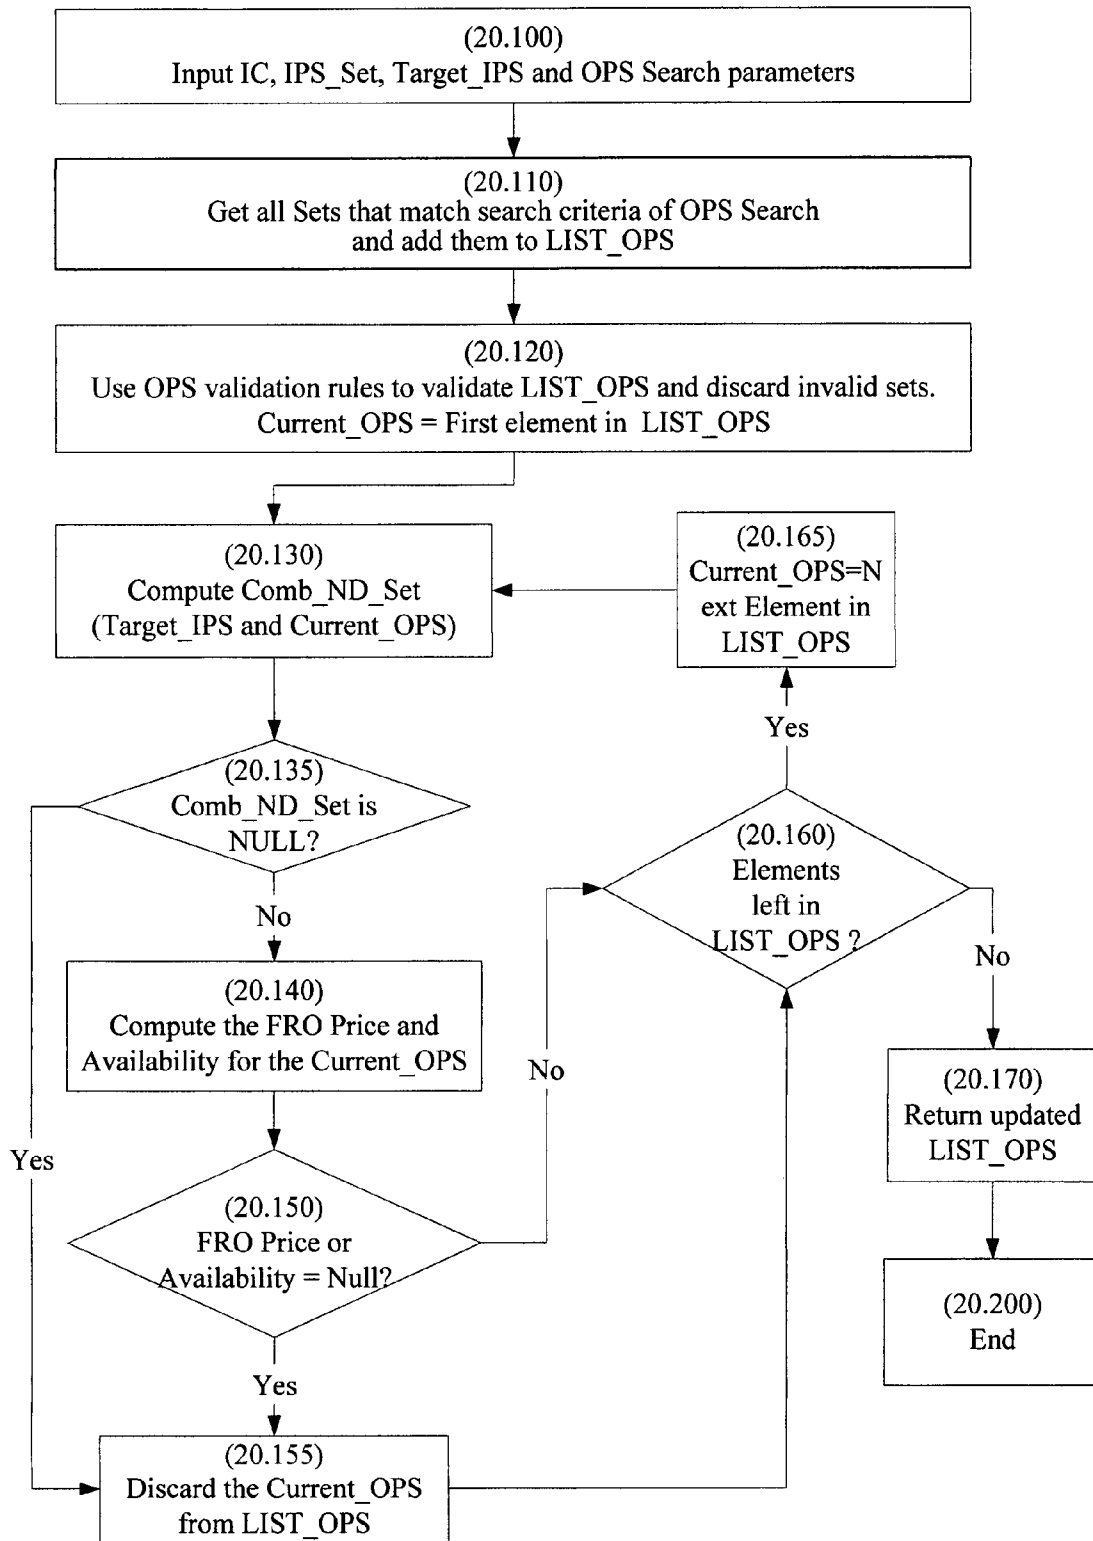 (20.100)
Input IC, IPS_Set, Target_IPS and OPS Search parameters
(20.110)
Get all Sets that match search criteria of OPS Search
and add them to LIST_OPS
(20.120)
Use OPS validation rules to validate LIST_OPS and discard invalid sets.
Current_OPS = First element in LIST_OPS
(20.130)
Compute Comb_ND_Set
(Target_IPS and Current_OPS)
(20.165)
Current_OPS=N
ext Element in
LIST_OPS
Yes
(20.135)
Comb_ND_Set is
NULL?
No
(20.160)
Elements
left in
LIST_OPS ?
No
(20.140)
Compute the FRO Price and
Availability for the Current_OPS
No
Yes
(20.150)
FRO Price or
Availability = Null?
Yes
(20.155)
Discard the Current_OPS
from LIST_OPS
(20.170)
Return updated
LIST_OPS
(20.200)
End